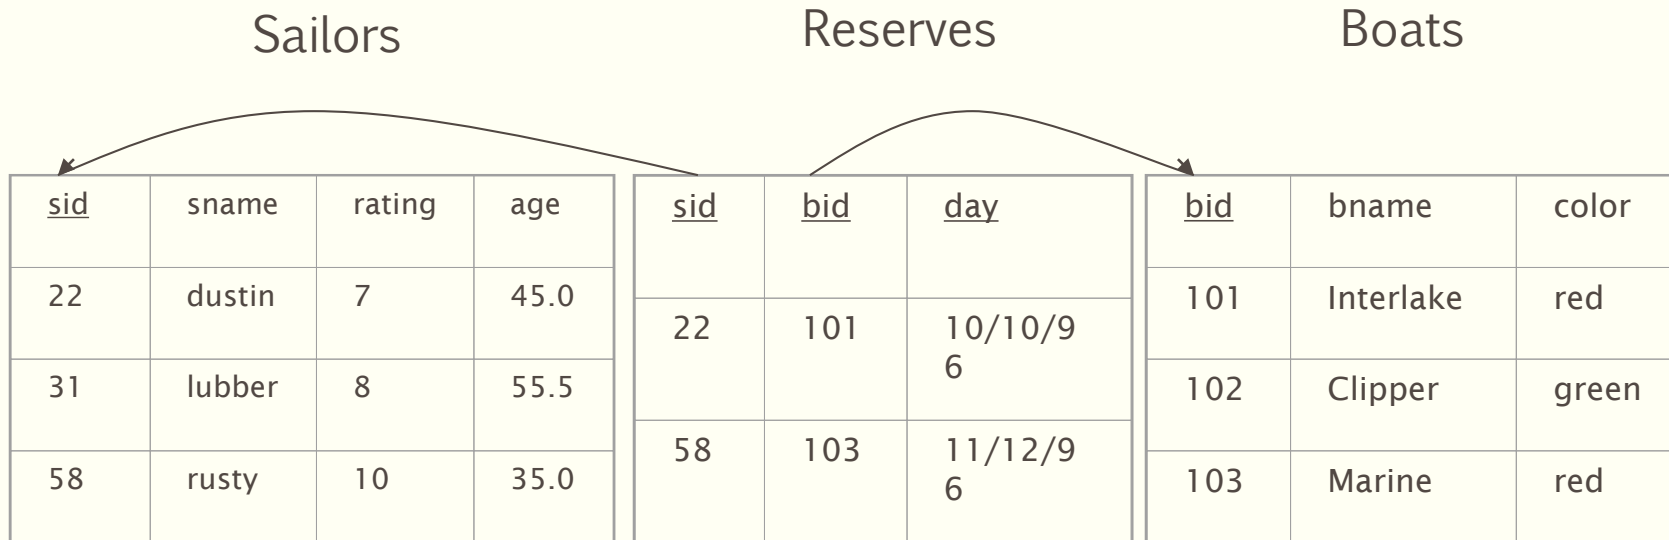 Sailors
Reserves
Boats
sid sname rating age
22 dustin 7 45.0
31 lubber 8 55.5
58 rusty 10 35.0
sid bid day
22 101 10/10/9
6
58 103 11/12/9
6
bid bname color
101 Interlake red
102 Clipper green
103 Marine red